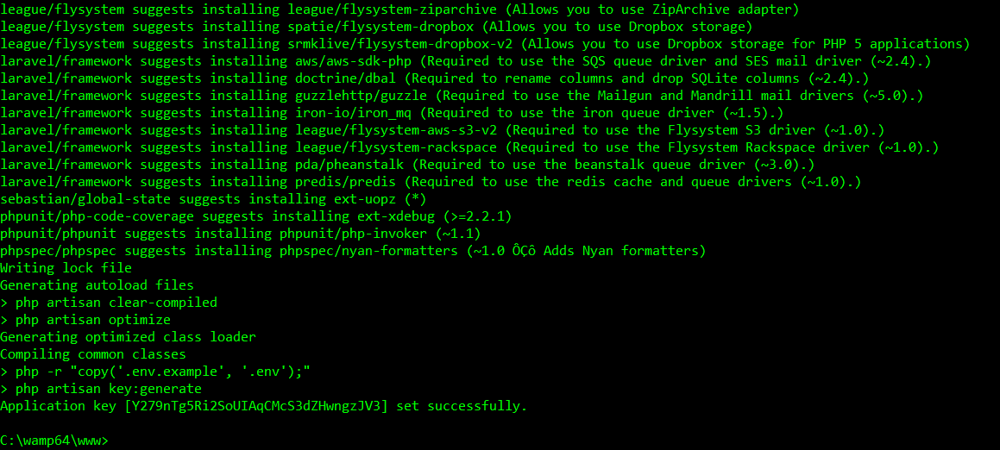 league/flysystem suggests installing league/flysystem-ziparchive (Allows you to use ZipArchive adapter)
league/flysystem suggests installing spatie/flysystem-dropbox (Allows you to use Dropbox storage)
league/flysystem suggests installing srmklive/flysystem-dropbox-v2 (Allows you to use Dropbox storage for PHP 5 applications)
laravel/framework suggests installing aws/aws-sdk-php (Required to use the SQS queue driver and SES mail driver (~2.4).)
laravel/framework suggests installing doctrine/dbal (Required to rename columns and drop SQLite columns (~2.4).)
laravel/framework suggests installing guzzlehttp/guzzle (Required to use the Mailgun and Mandrill mail drivers (~5.0).)
laravel/framework suggests installing iron-io/iron_mq (Required to use the iron queue driver (~1.5).)
laravel/framework suggests installing league/flysystem-aws-s3-v2 (Required to use the Flysystem S3 driver (~1.0).)
laravel/framework suggests installing league/flysystem-rackspace (Required to use the Flysystem Rackspace driver (~1.0).)
laravel/framework suggests installing pda/pheanstalk (Required to use the beanstalk queue driver (~3.0).)
laravel/framework suggests installing predis/predis (Required to use the redis cache and queue drivers (~1.0).)
sebastian/global-state suggests installing ext-uopz (*)
phpunit/php-code-coverage suggests installing ext-xdebug (>=2.2.1)
phpunit/phpunit suggests installing phpunit/php-invoker (~1.1)
phpspec/phpspec suggests installing phpspec/nyan-formatters (~1.0 ÔÇô Adds Nyan formatters)
Writing lock file
Generating autoload files
> php artisan clear-compiled
> php artisan optimize
Generating optimized class loader
Compiling common classes
> php -r "copy('.env.example', '.env');"
> php artisan key:generate
Application key [Y279nTg5Ri2SoUIAqCMcS3dZHwngzJV3] set successfully.
C:\wamp64\www>